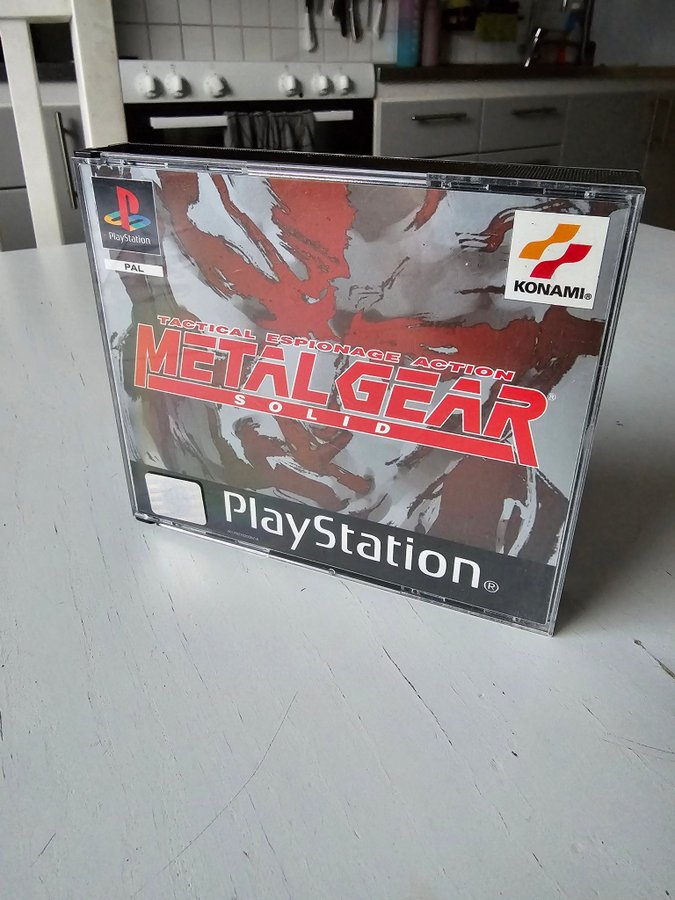 PlayStation
PAL
KONAMI®
TACTICAL ESPIONAGE ACTION
METAL GEAR®
SOLID
PlayStation®